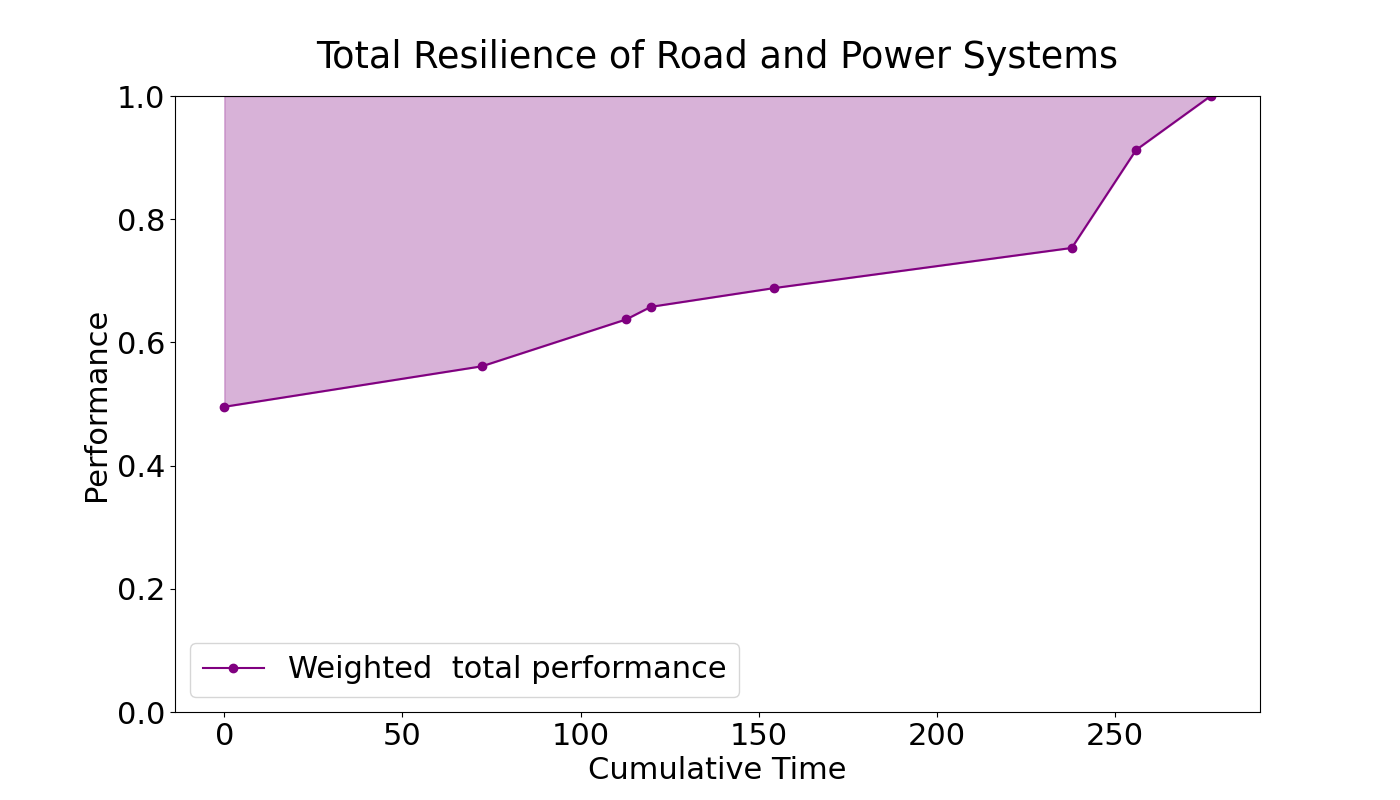 Total Resilience of Road and Power Systems
1.0
0.8
0.6
0.4
0.2
0.0
Performance
Weighted  total performance
0 50 100 150 200 250
Cumulative Time